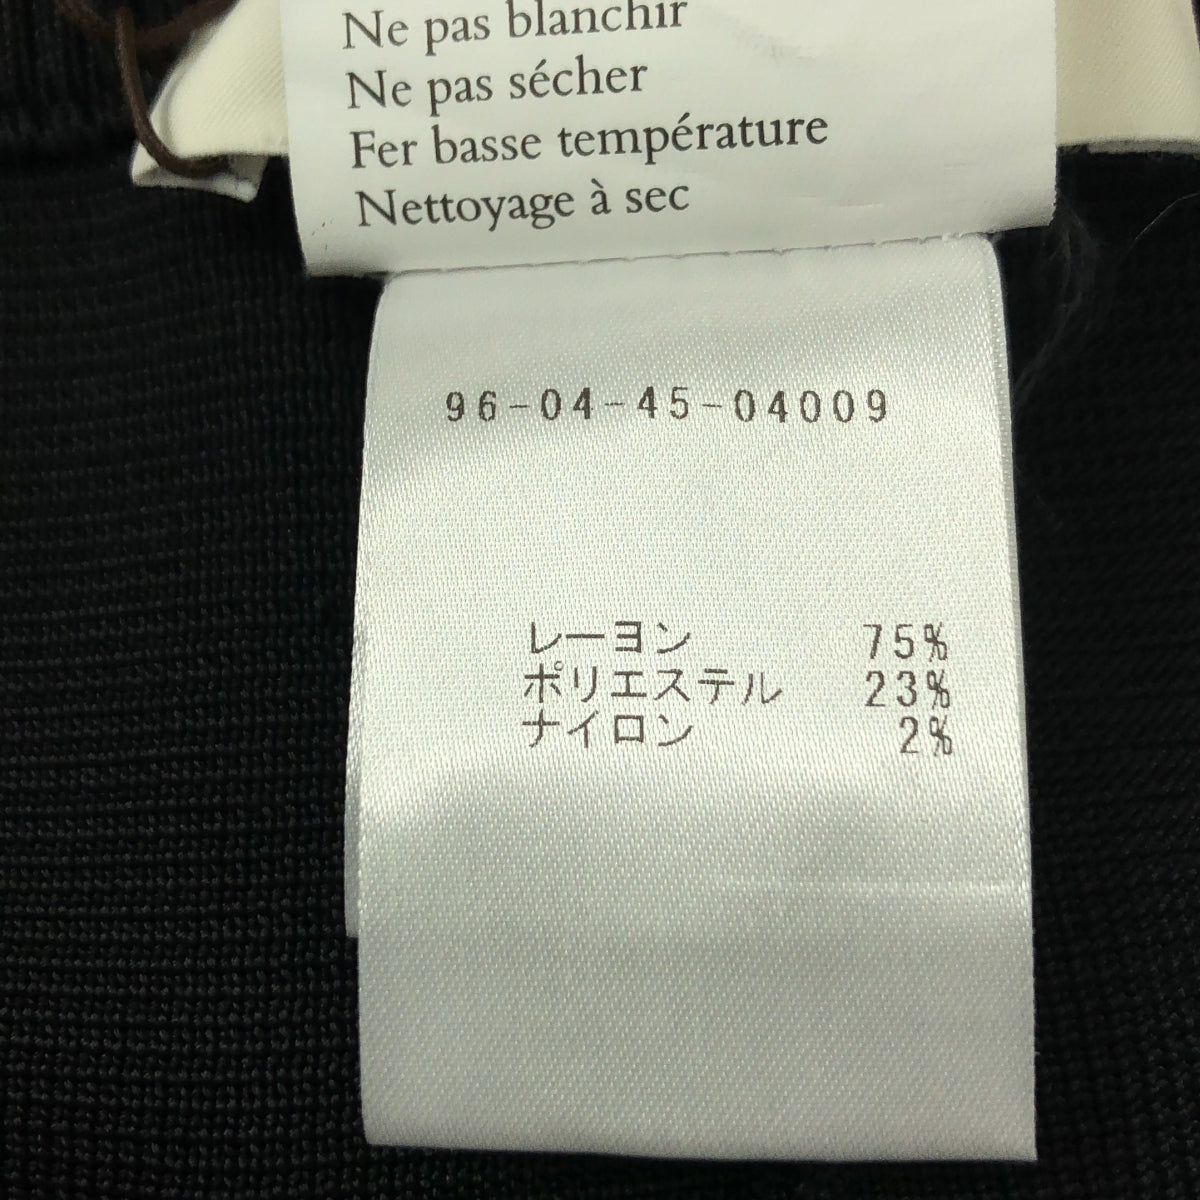 Ne pas blanchir
Ne pas sécher
Fer basse température
Nettoyage à sec
96-04-45-04009
レーヨン 75%
ポリエステル 23%
ナイロン 2%